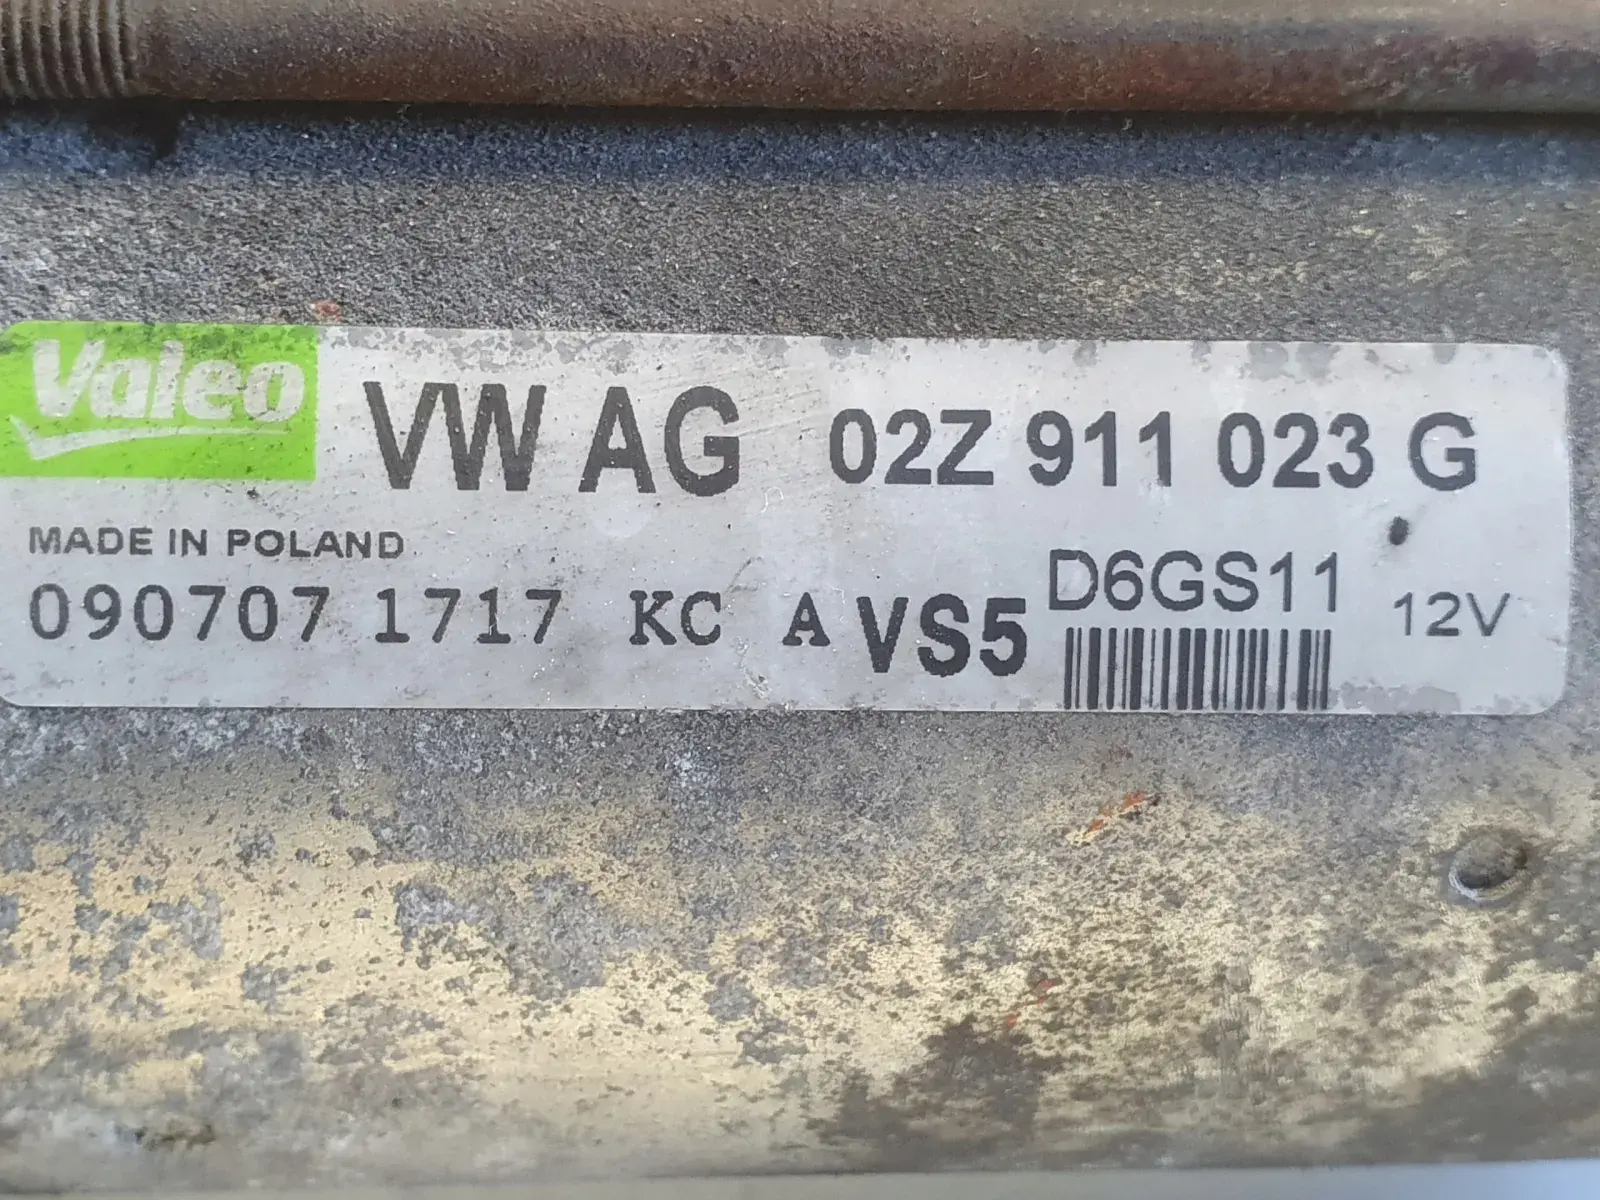 Valeo VW AG 02Z 911 023 G
MADE IN POLAND
090707 1717 KC A VS5 D6GS11 12V